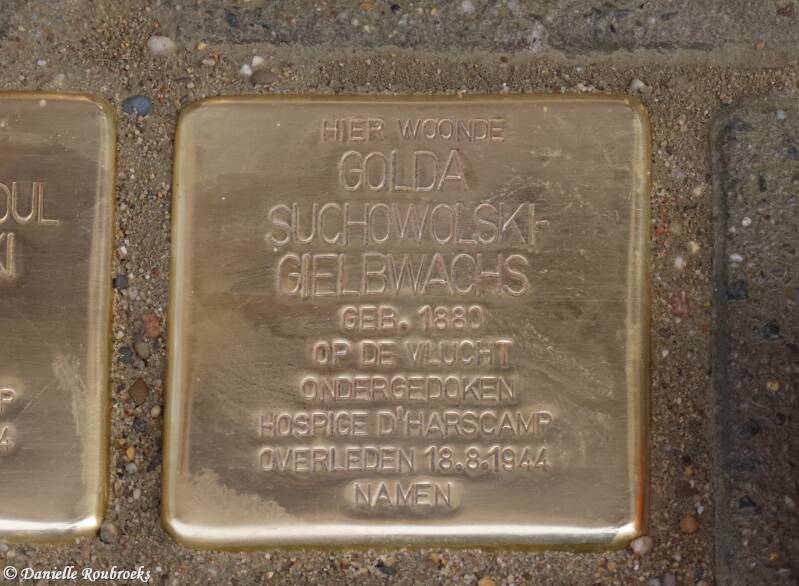 OUL
HIER WOONDE
GOLDA
SUCHOWOLSKI-
GIELBWACHS
GEB. 1880
OP DE VLUCHT
ONDERGEDOKEN
HOSPICE D'HARSCAMP
OVERLEDEN 18.8.1944
NAMEN
© Danielle Roubroeks